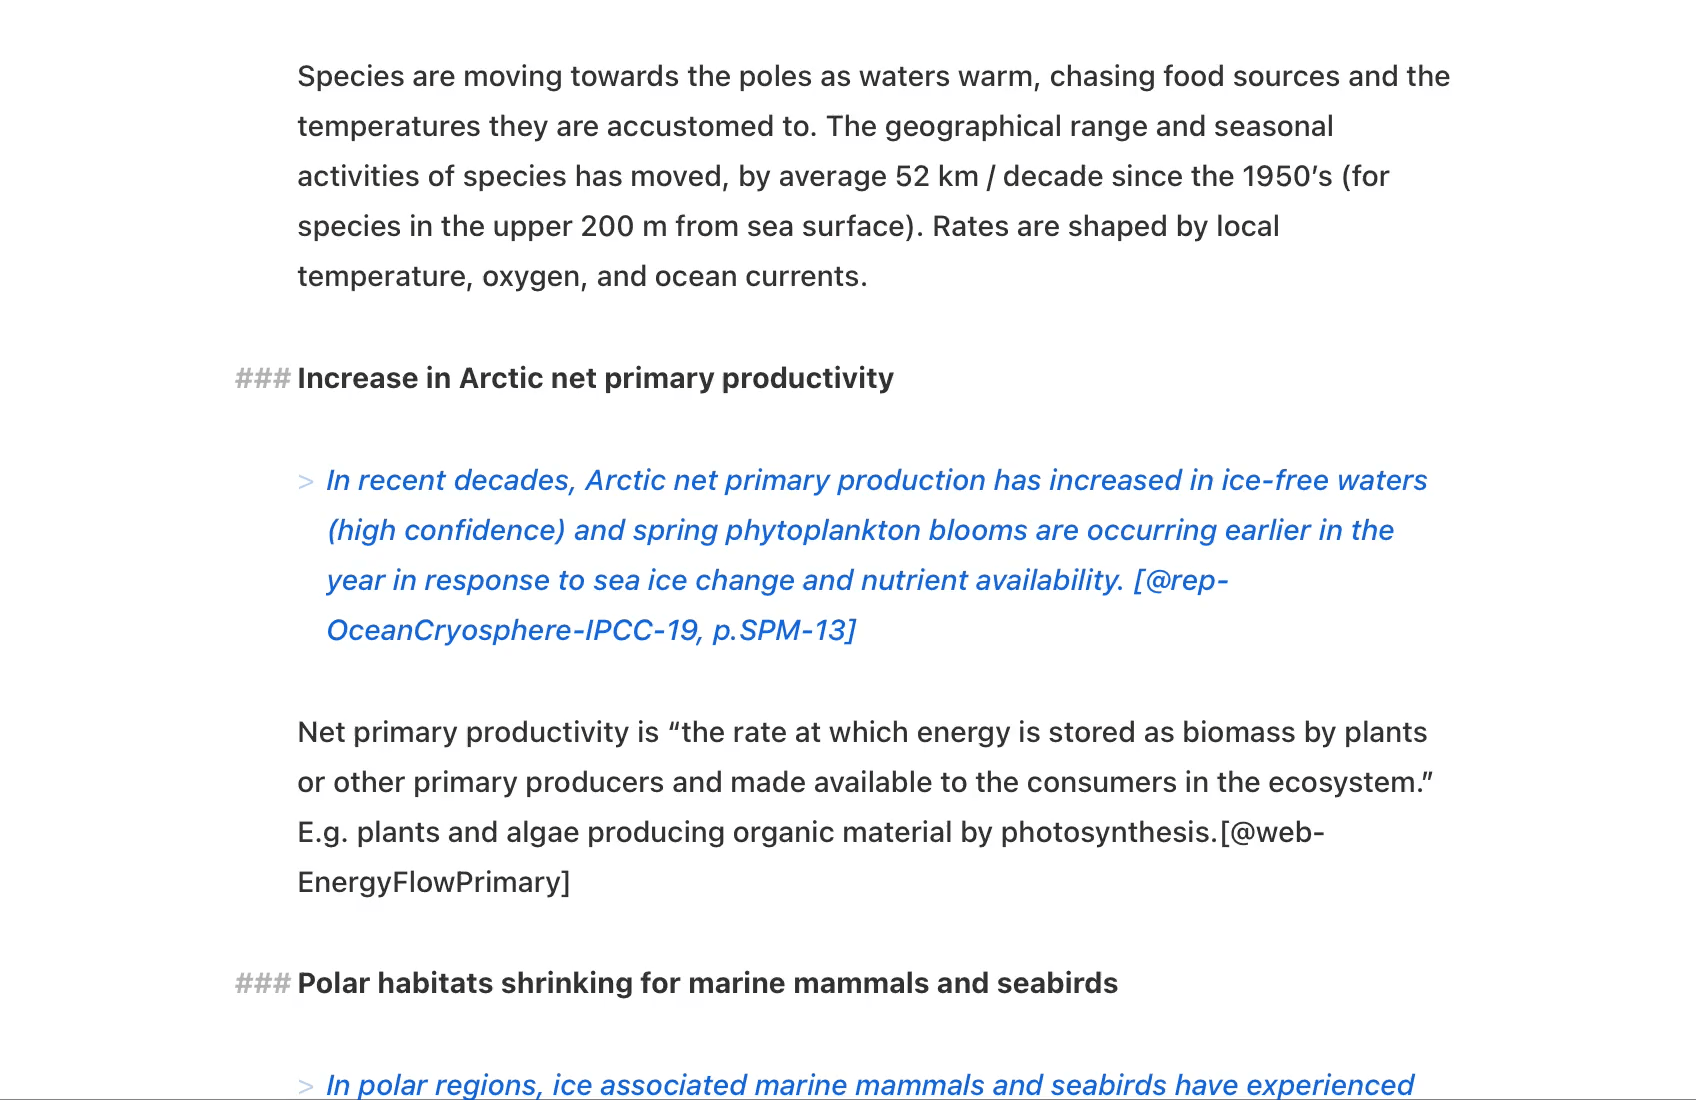 Species are moving towards the poles as waters warm, chasing food sources and the
temperatures they are accustomed to. The geographical range and seasonal
activities of species has moved, by average 52 km / decade since the 1950’s (for
species in the upper 200 m from sea surface). Rates are shaped by local
temperature, oxygen, and ocean currents.
### Increase in Arctic net primary productivity
> In recent decades, Arctic net primary production has increased in ice-free waters
(high confidence) and spring phytoplankton blooms are occurring earlier in the
year in response to sea ice change and nutrient availability. [@rep-
OceanCryosphere-IPCC-19, p.SPM-13]
Net primary productivity is “the rate at which energy is stored as biomass by plants
or other primary producers and made available to the consumers in the ecosystem.”
E.g. plants and algae producing organic material by photosynthesis.[@web-
EnergyFlowPrimary]
### Polar habitats shrinking for marine mammals and seabirds
> In polar regions, ice associated marine mammals and seabirds have experienced